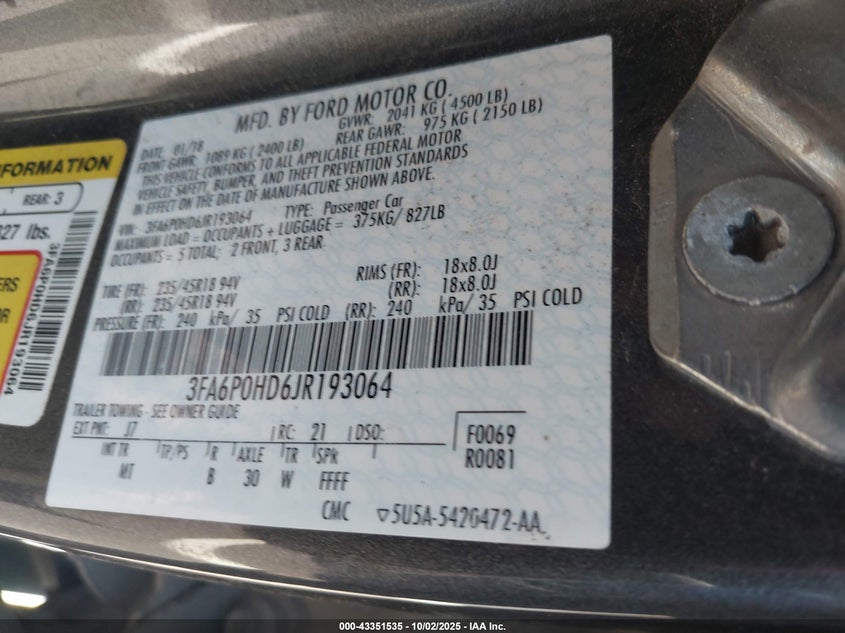 MFD. BY FORD MOTOR CO.
DATE: 01/18 GVWR: 2041 KG ( 4500 LB)
FRONT GAWR: 1089 KG ( 2400 LB) REAR GAWR: 975 KG ( 2150 LB)
THIS VEHICLE CONFORMS TO ALL APPLICABLE FEDERAL MOTOR
VEHICLE SAFETY, BUMPER, AND THEFT PREVENTION STANDARDS
IN EFFECT ON THE DATE OF MANUFACTURE SHOWN ABOVE.
VIN: 3FA6P0HD6JR193064 TYPE: Passenger Car
MAXIMUM LOAD = OCCUPANTS + LUGGAGE = 375KG/ 827LB
OCCUPANTS = 5 TOTAL: 2 FRONT, 3 REAR
TIRE (FR): 235/45R18 94V RIMS (FR): 18x8.0J
(RR): 235/45R18 94V (RR): 18x8.0J
PRESSURE (FR): 240 kPa/ 35 PSI COLD (RR): 240 kPa/ 35 PSI COLD
3FA6P0HD6JR193064
TRAILER TOWING - SEE OWNER GUIDE
EXT PNT: J7 RC: 21 DSO: F0069
R0081
INT TR TP/PS R AXLE TR SPR
MT B 30 W FFFF
CMC ▽5U5A-5420472-AA
FORMATION
REAR: 3
827 lbs.
ERS
OR
3FA6P0HD6JR193064
000-43351535 - 10/02/2025 - IAA Inc.